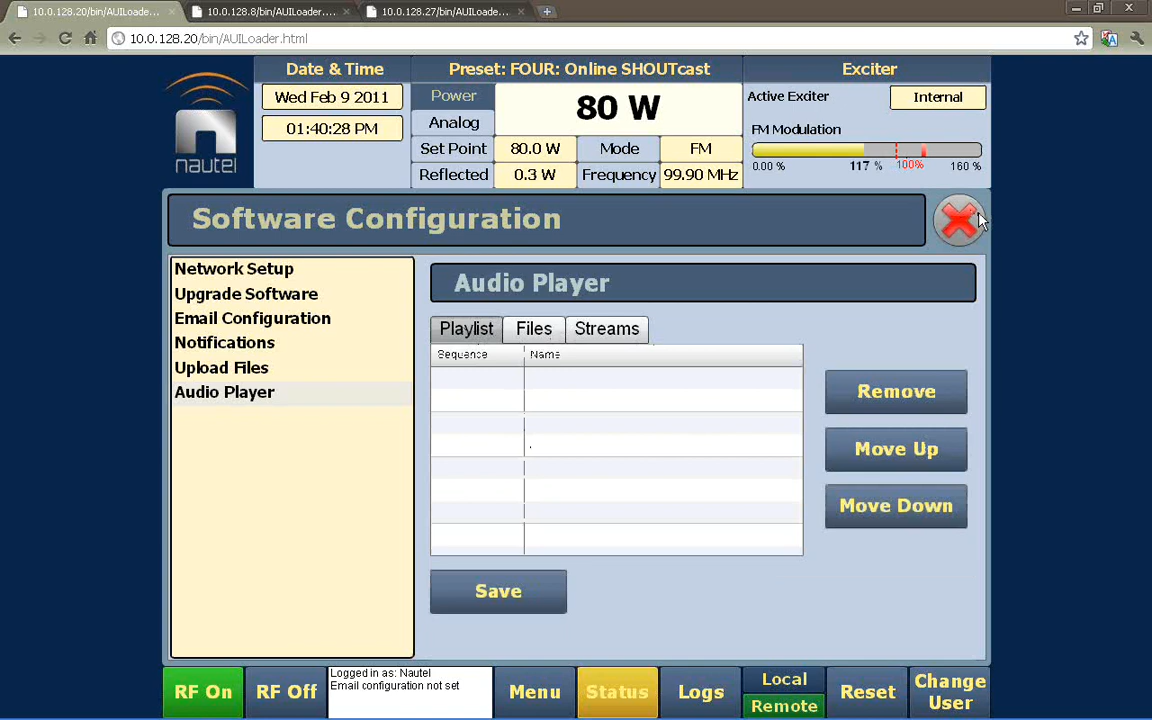 10.0.128.20/bin/AUILoade...
10.0.128.8/bin/AUILoader....
10.0.128.27/bin/AUILoade...
10.0.128.20/bin/AUILoader.html
nautel
Date & Time
Wed Feb 9 2011
01:40:28 PM
Preset: FOUR: Online SHOUTcast
Power
Analog
80 W
Set Point 80.0 W Mode FM
Reflected 0.3 W Frequency 99.90 MHz
Exciter
Active Exciter Internal
FM Modulation
0.00 % 117 % 100% 160 %
Software Configuration
Network Setup
Upgrade Software
Email Configuration
Notifications
Upload Files
Audio Player
Audio Player
Playlist Files Streams
Sequence Name
Remove
Move Up
Move Down
Save
RF On
RF Off
Logged in as: Nautel
Email configuration not set
Menu
Status
Logs
Local
Remote
Reset
Change
User